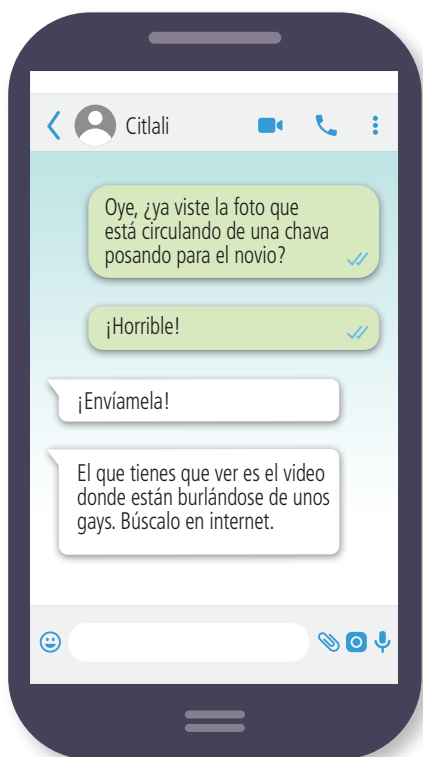 Citlali
Oye, ¿ya viste la foto que
está circulando de una chava
posando para el novio?
¡Horrible!
¡Envíamela!
El que tienes que ver es el video
donde están burlándose de unos
gays. Búscalo en internet.